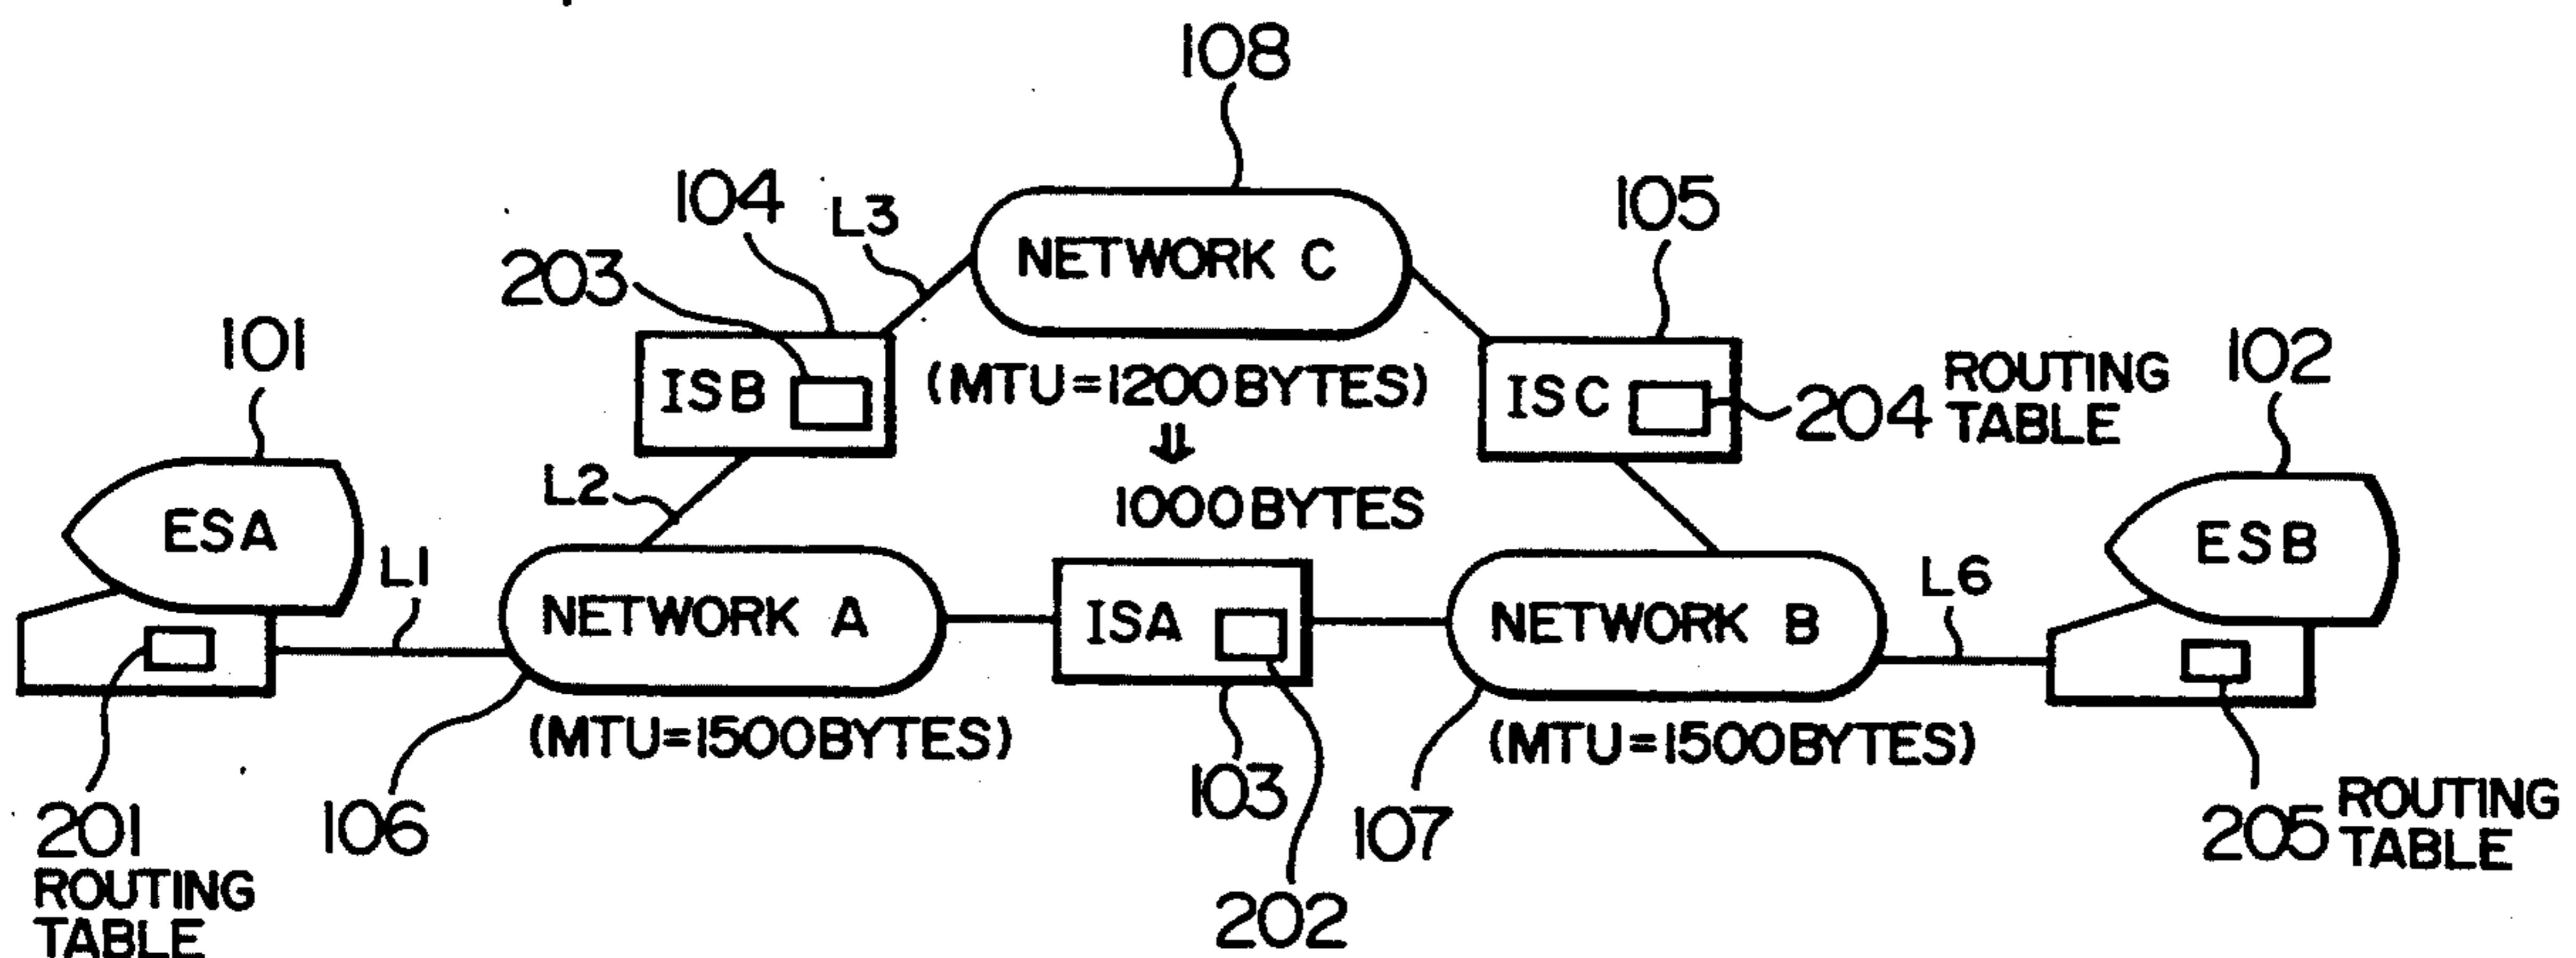 108
104
L3
105
203
NETWORK C
101
ISB
(MTU=1200BYTES)
ISC
204 ROUTING
TABLE
102
ESA
L2
⇓
1000BYTES
ESB
L1
NETWORK A
ISA
NETWORK B
L6
(MTU=1500BYTES)
(MTU=1500BYTES)
201
ROUTING
TABLE
106
103
202
107
205 ROUTING
TABLE